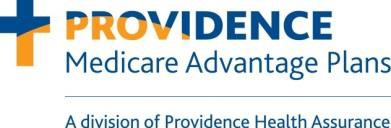 PROVIDENCE
Medicare Advantage Plans
A division of Providence Health Assurance